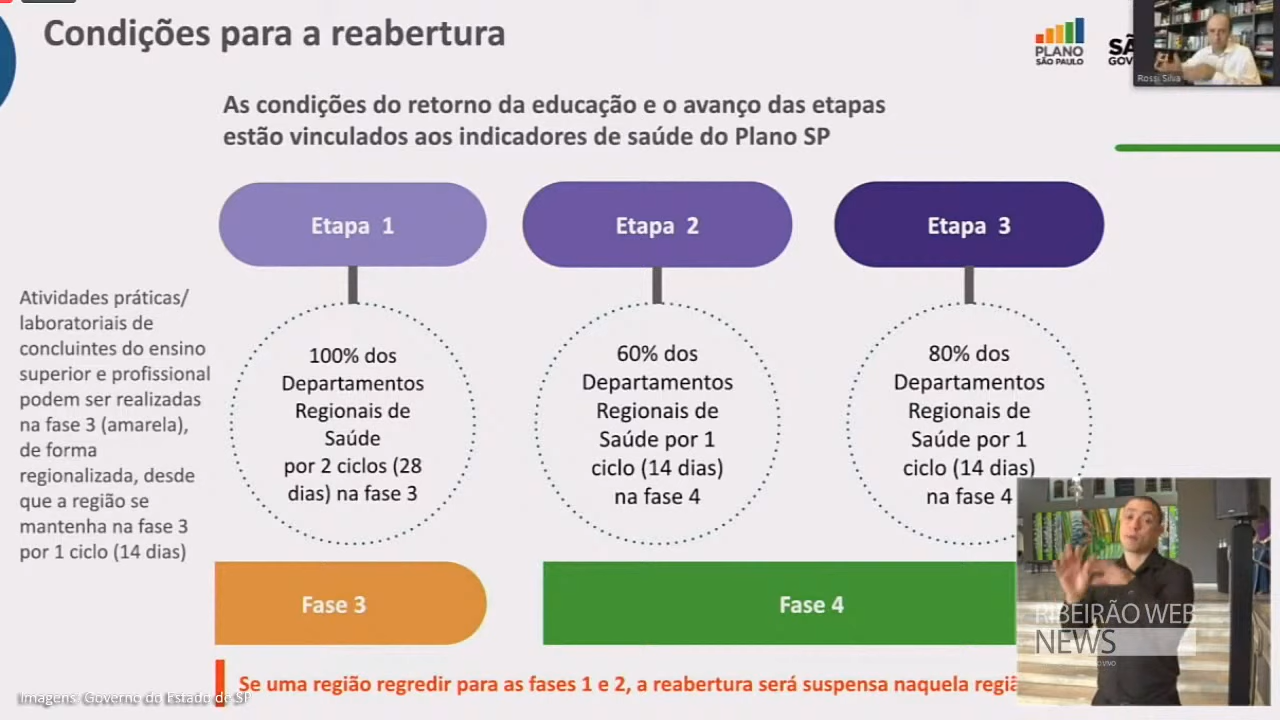 Condições para a reabertura
PLANO
SÃO PAULO
Rossi Silva
As condições do retorno da educação e o avanço das etapas
estão vinculados aos indicadores de saúde do Plano SP
Etapa 1
Etapa 2
Etapa 3
Atividades práticas/
laboratoriais de
concluintes do ensino
superior e profissional
podem ser realizadas
na fase 3 (amarela),
de forma
regionalizada, desde
que a região se
mantenha na fase 3
por 1 ciclo (14 dias)
100% dos
Departamentos
Regionais de
Saúde
por 2 ciclos (28
dias) na fase 3
60% dos
Departamentos
Regionais de
Saúde por 1
ciclo (14 dias)
na fase 4
80% dos
Departamentos
Regionais de
Saúde por 1
ciclo (14 dias)
na fase 4
Fase 3
Fase 4
RIBEIRÃO WEB
NEWS
Se uma região regredir para as fases 1 e 2, a reabertura será suspensa naquela
Imagens: Governo do Estado de SP